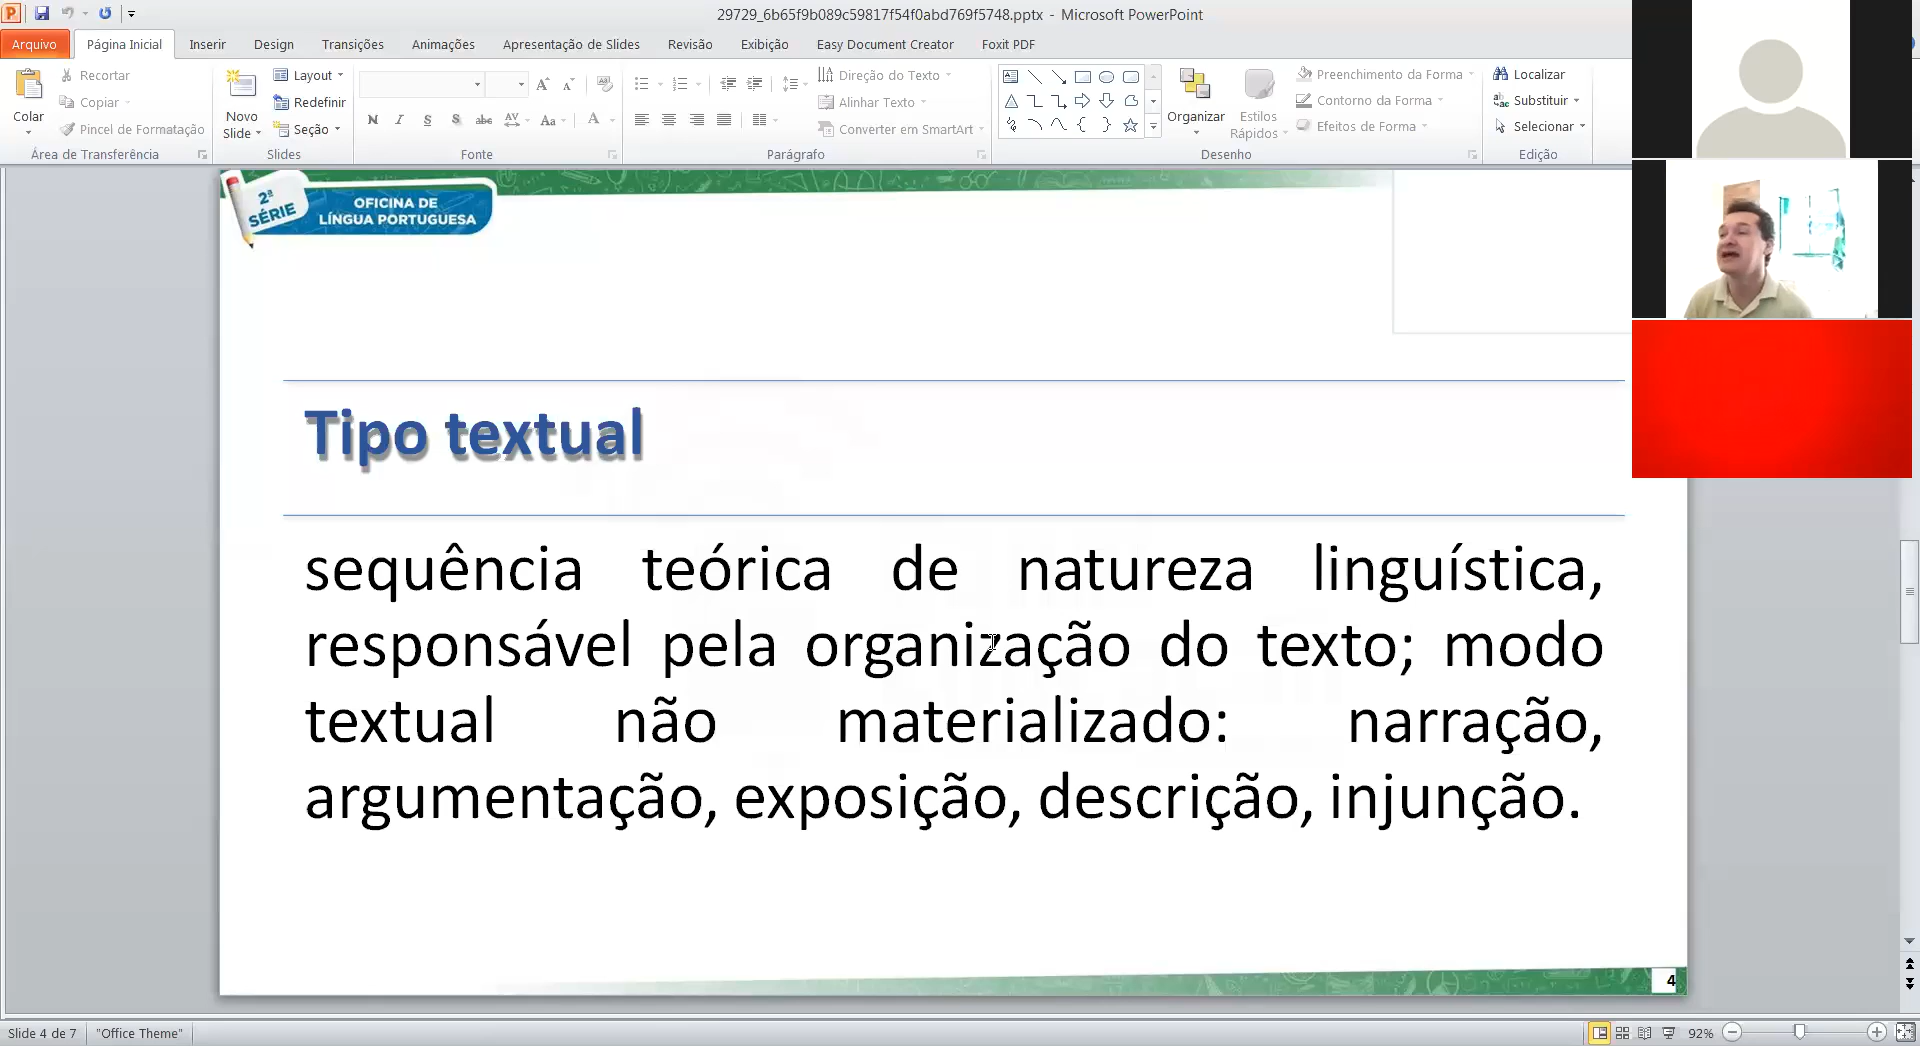 29729_6b65f9b089c59817f54f0abd769f5748.pptx - Microsoft PowerPoint
Arquivo Página Inicial Inserir Design Transições Animações Apresentação de Slides Revisão Exibição Easy Document Creator Foxit PDF
Colar
Recortar
Copiar
Pincel de Formatação
Área de Transferência
Novo Slide
Layout
Redefinir
Seção
Slides
N I S S abc AV Aa A
Fonte
Direção do Texto
Alinhar Texto
Converter em SmartArt
Parágrafo
Organizar
Estilos Rápidos
Preenchimento da Forma
Contorno da Forma
Efeitos de Forma
Desenho
Localizar
Substituir
Selecionar
Edição
2ª SÉRIE
OFICINA DE
LÍNGUA PORTUGUESA
Tipo textual
sequência teórica de natureza linguística,
responsável pela organização do texto; modo
textual não materializado: narração,
argumentação, exposição, descrição, injunção.
4
Slide 4 de 7 "Office Theme" 92%